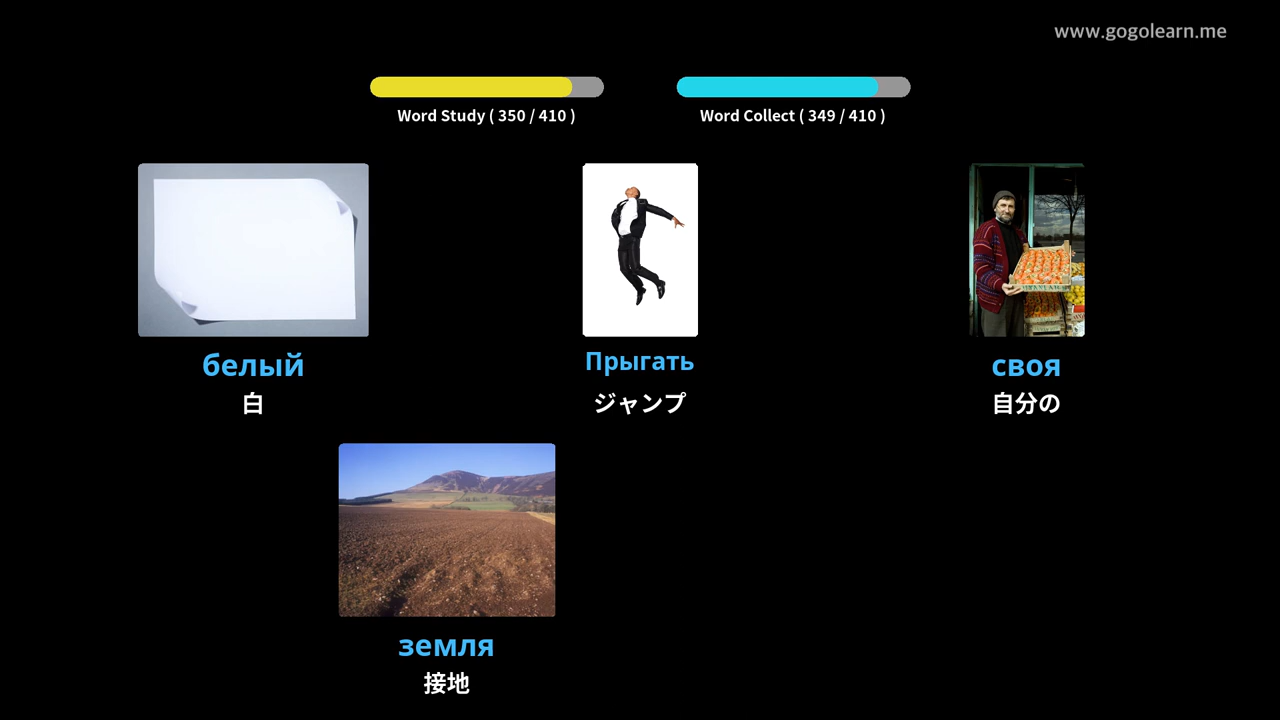 www.gogolearn.me
Word Study ( 350 / 410 )
Word Collect ( 349 / 410 )
белый
白
Прыгать
ジャンプ
своя
自分の
земля
接地